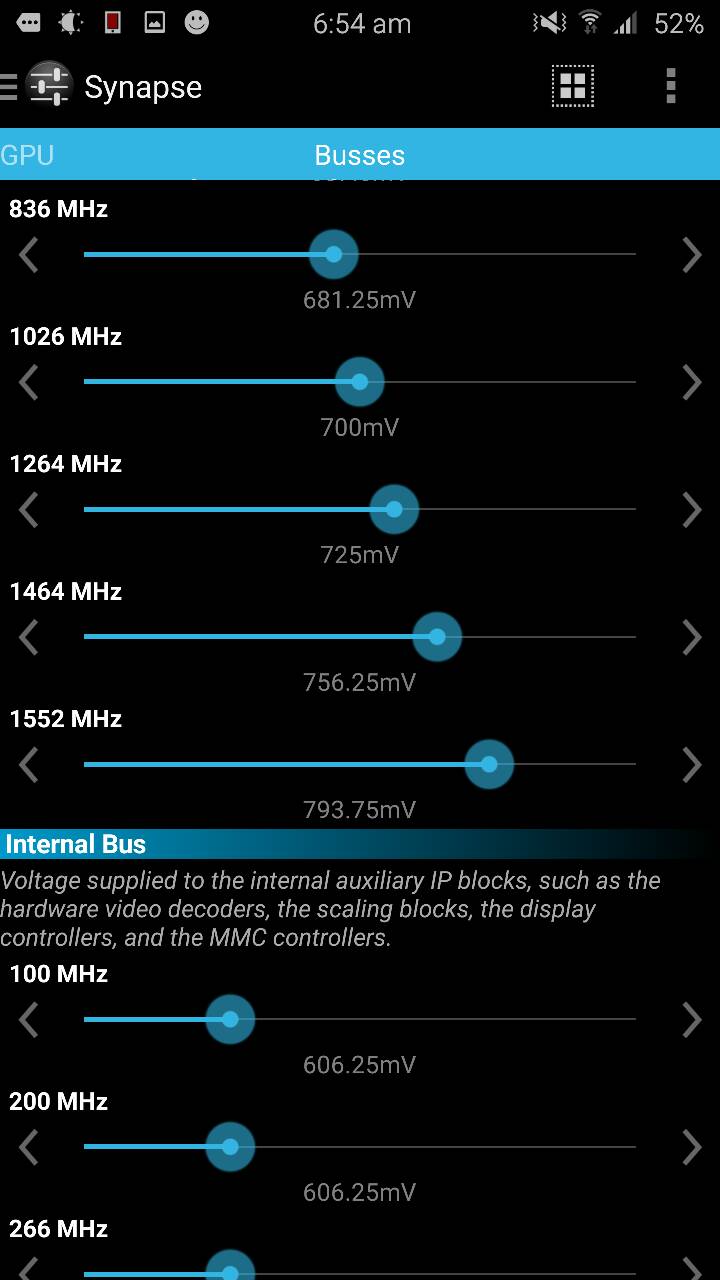 6:54 am
52%
Synapse
GPU
Busses
836 MHz
681.25mV
1026 MHz
700mV
1264 MHz
725mV
1464 MHz
756.25mV
1552 MHz
793.75mV
Internal Bus
Voltage supplied to the internal auxiliary IP blocks, such as the
hardware video decoders, the scaling blocks, the display
controllers, and the MMC controllers.
100 MHz
606.25mV
200 MHz
606.25mV
266 MHz